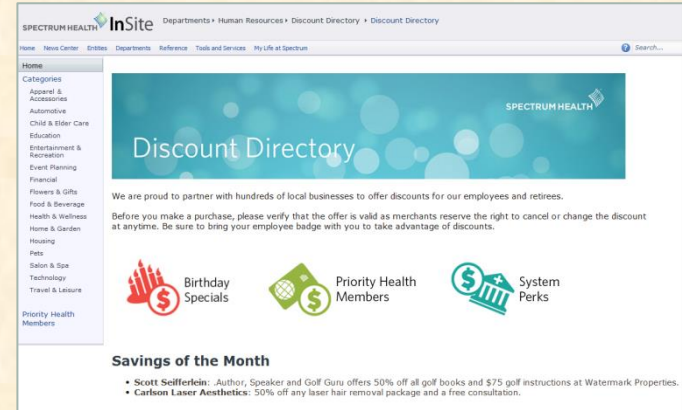 SPECTRUM HEALTH InSite Departments▸ Human Resources▸ Discount Directory ▸ Discount Directory
Home News Center Entities Departments Reference Tools and Services My Life at Spectrum Search...
Home
Categories
Apparel &
Accessories
Automotive
Child & Elder Care
Education
Entertainment &
Recreation
Event Planning
Financial
Flowers & Gifts
Food & Beverage
Health & Wellness
Home & Garden
Housing
Pets
Salon & Spa
Technology
Travel & Leisure
Priority Health
Members
SPECTRUM HEALTH
Discount Directory
We are proud to partner with hundreds of local businesses to offer discounts for our employees and retirees.
Before you make a purchase, please verify that the offer is valid as merchants reserve the right to cancel or change the discount
at anytime. Be sure to bring your employee badge with you to take advantage of discounts.
Birthday
Specials
Priority Health
Members
System
Perks
Savings of the Month
• Scott Seifferlein: .Author, Speaker and Golf Guru offers 50% off all golf books and $75 golf instructions at Watermark Properties.
• Carlson Laser Aesthetics: 50% off any laser hair removal package and a free consultation.